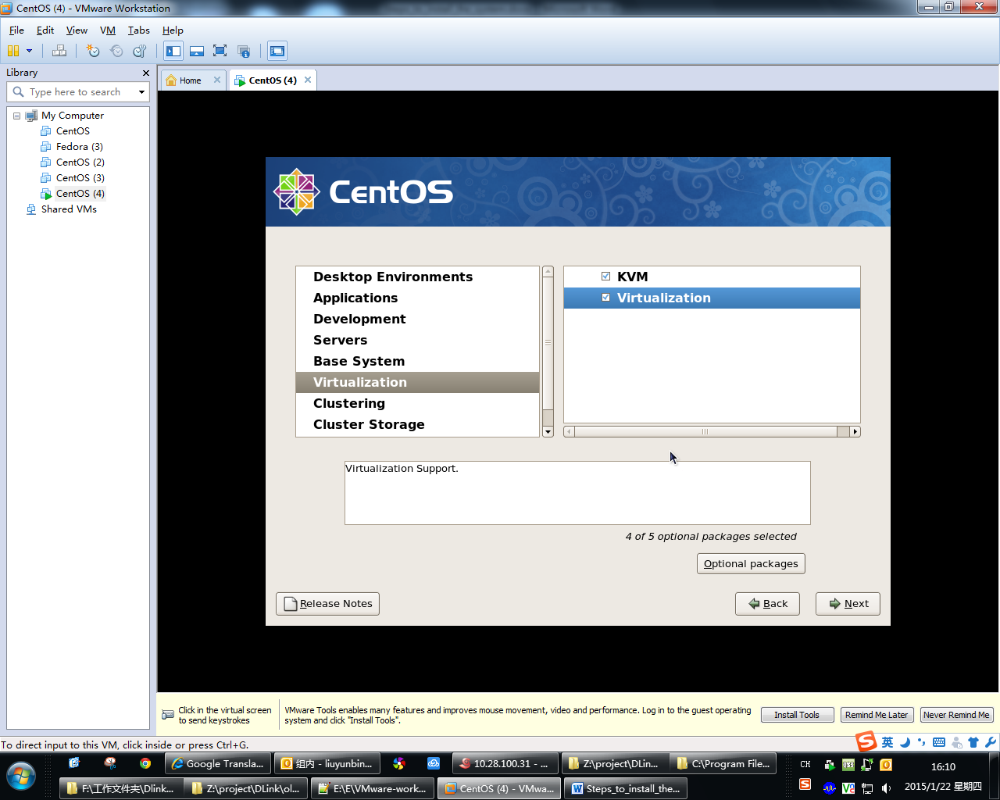 CentOS (4) - VMware Workstation
File Edit View VM Tabs Help
Library
Home
CentOS (4)
Type here to search
My Computer
CentOS
Fedora (3)
CentOS (2)
CentOS (3)
CentOS (4)
Shared VMs
CentOS
Desktop Environments
Applications
Development
Servers
Base System
Virtualization
Clustering
Cluster Storage
KVM
Virtualization
Virtualization Support.
4 of 5 optional packages selected
Optional packages
Release Notes
Back
Next
Click in the virtual screen
to send keystrokes
VMware Tools enables many features and improves mouse movement, video and performance. Log in to the guest operating
system and click "Install Tools".
Install Tools
Remind Me Later
Never Remind Me
To direct input to this VM, click inside or press Ctrl+G.
英
Google Transla...
组内 - liuyunbin...
10.28.100.31 - ...
Z:\project\DLin...
C:\Program File...
CH
16:10
F:\工作文件夹\Dlink...
Z:\project\DLink\ol...
E:\E\VMware-work...
CentOS (4) - VMwa...
Steps_to_install_the...
2015/1/22 星期四